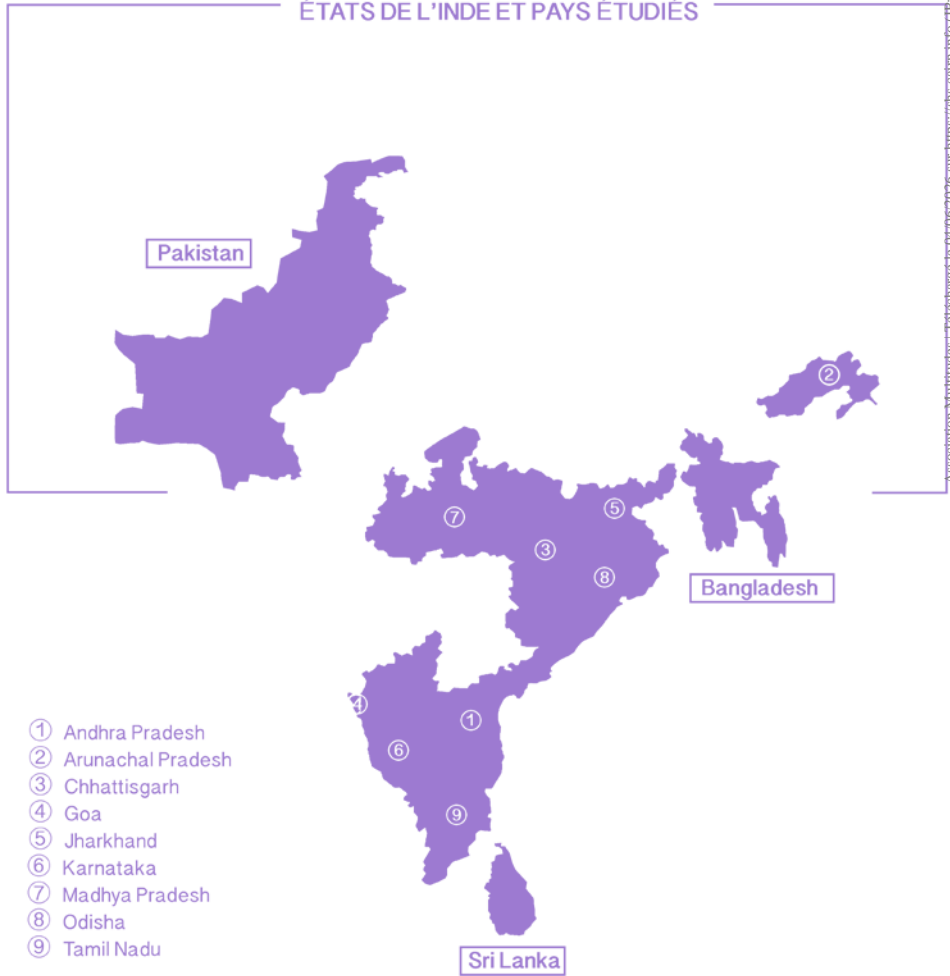 ÉTATS DE L'INDE ET PAYS ÉTUDIÉS
Pakistan
2
7
5
3
8
Bangladesh
4
1
6
9
1 Andhra Pradesh
2 Arunachal Pradesh
3 Chhattisgarh
4 Goa
5 Jharkhand
6 Karnataka
7 Madhya Pradesh
8 Odisha
9 Tamil Nadu
Sri Lanka